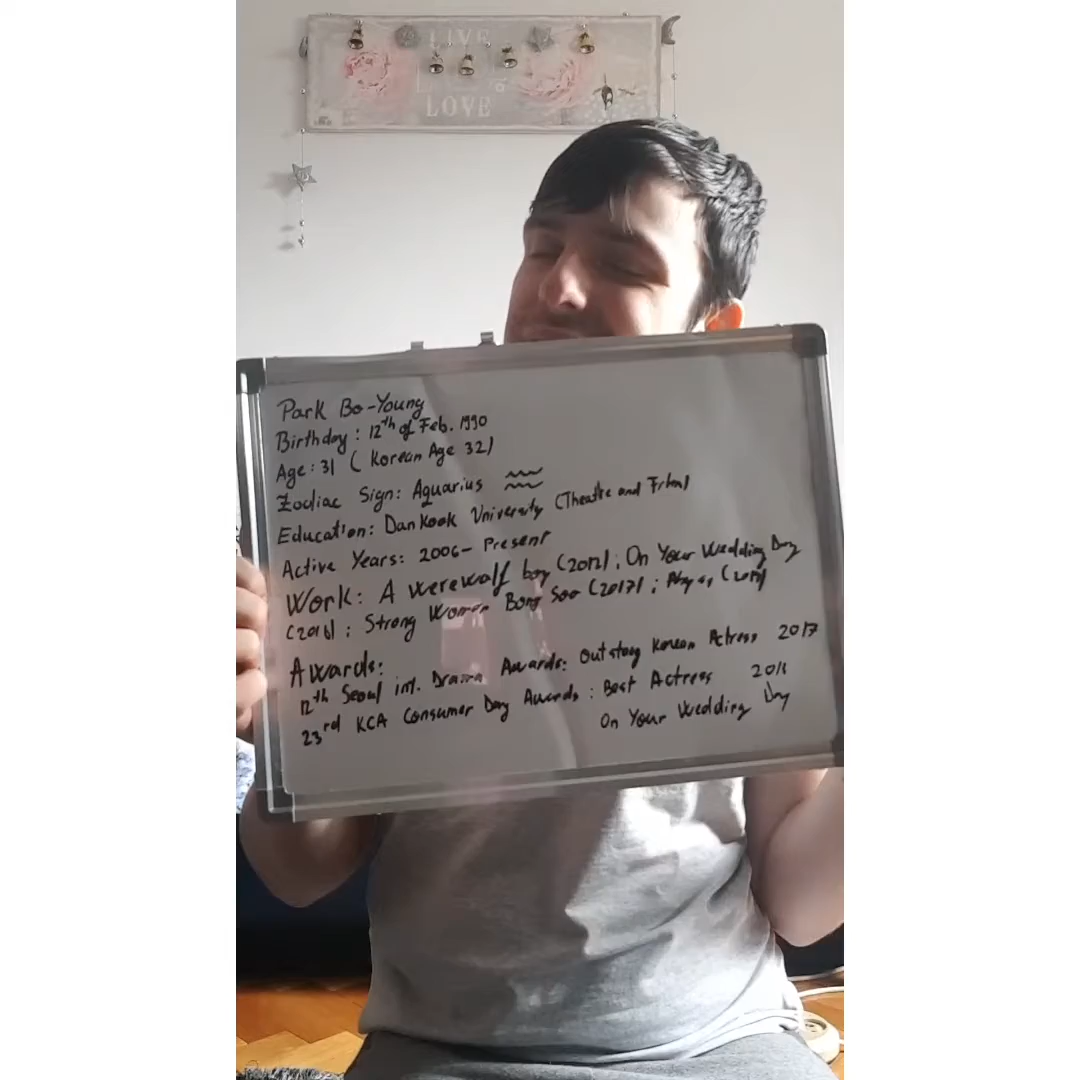 LIVE
LOVE
Park Bo-Young
Birthday: 12th of Feb. 1990
Age: 31 (Korean Age 32)
Zodiac Sign: Aquarius
Education: Dankook University (Theatre and
Active Years: 2006- Present
Work: A werewolf boy (2012); On Your Wedding Day
Strong Woman Bong Soo (2017);
Awards:
12th Seoul int. Drama Awards: Korean Actress 2017
23rd KCA Consumer Day Awards: Best Actress
On Your Wedding Day